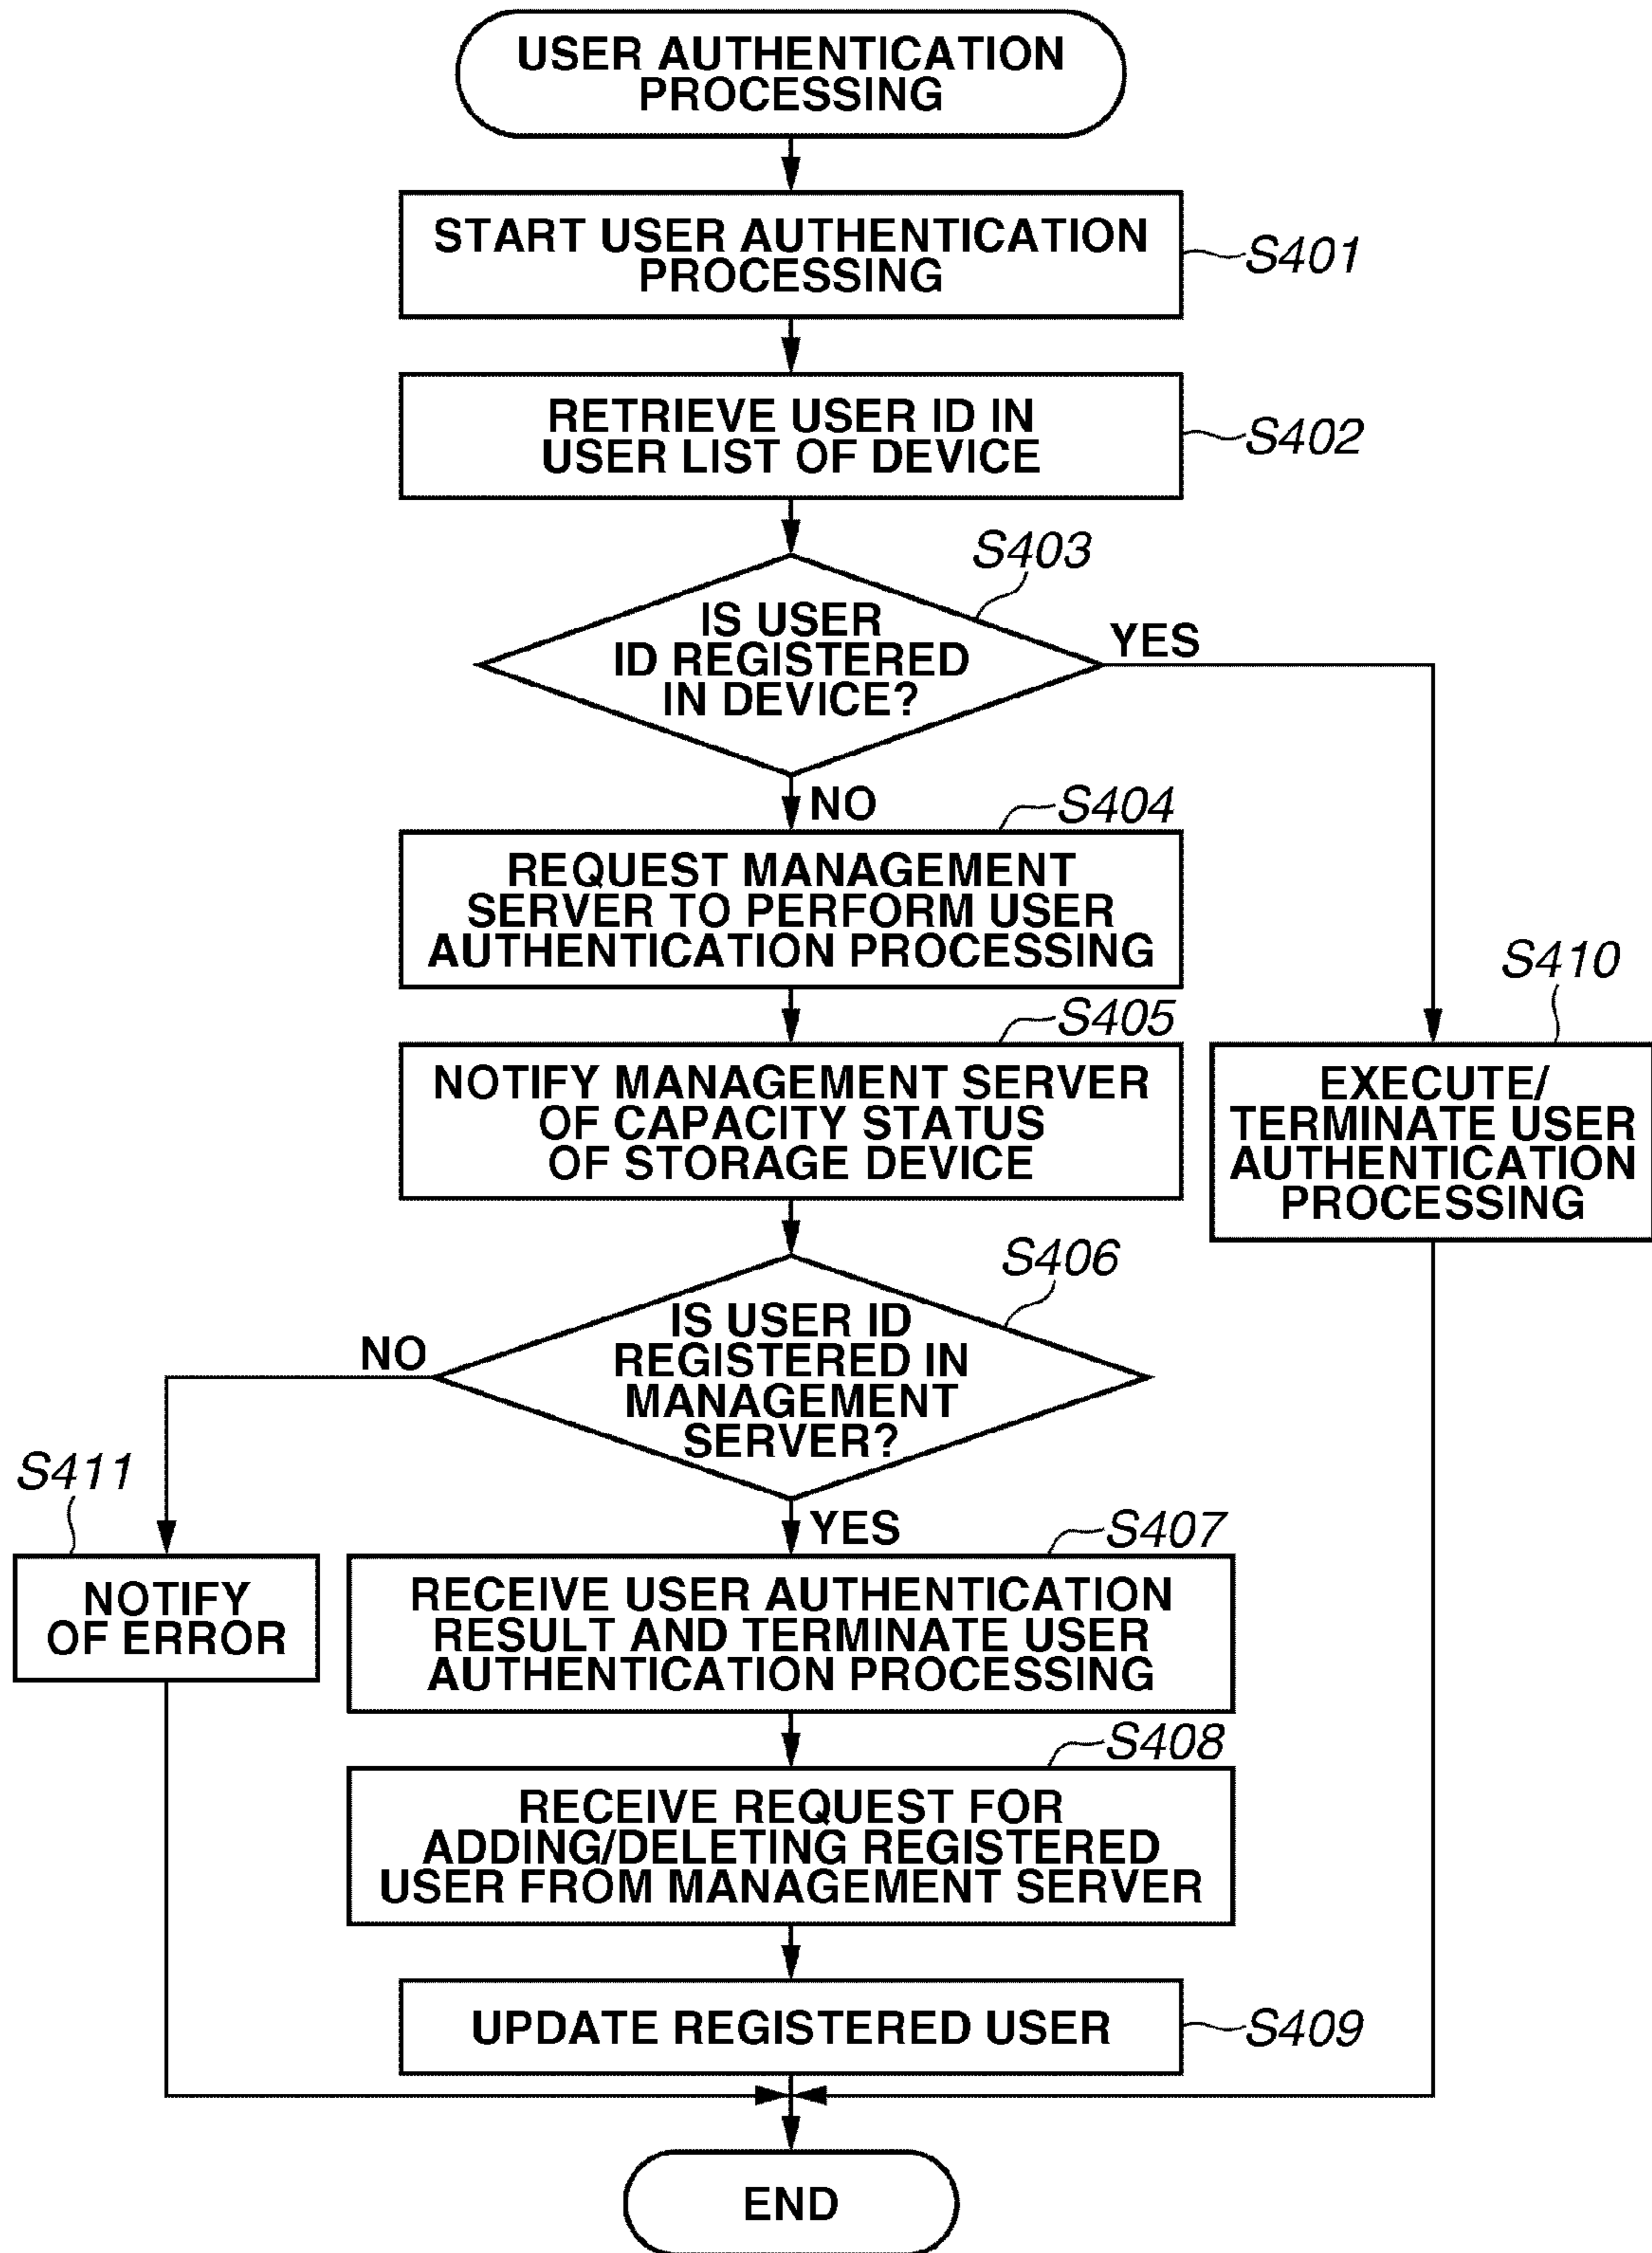 USER AUTHENTICATION
PROCESSING
START USER AUTHENTICATION
PROCESSING
S401
RETRIEVE USER ID IN
USER LIST OF DEVICE
S402
S403
IS USER
ID REGISTERED
IN DEVICE?
YES
NO
S404
REQUEST MANAGEMENT
SERVER TO PERFORM USER
AUTHENTICATION PROCESSING
S405
NOTIFY MANAGEMENT SERVER
OF CAPACITY STATUS
OF STORAGE DEVICE
S410
EXECUTE/
TERMINATE USER
AUTHENTICATION
PROCESSING
S406
IS USER ID
REGISTERED IN
MANAGEMENT
SERVER?
NO
S411
NOTIFY
OF ERROR
YES
S407
RECEIVE USER AUTHENTICATION
RESULT AND TERMINATE USER
AUTHENTICATION PROCESSING
S408
RECEIVE REQUEST FOR
ADDING/DELETING REGISTERED
USER FROM MANAGEMENT SERVER
UPDATE REGISTERED USER
S409
END